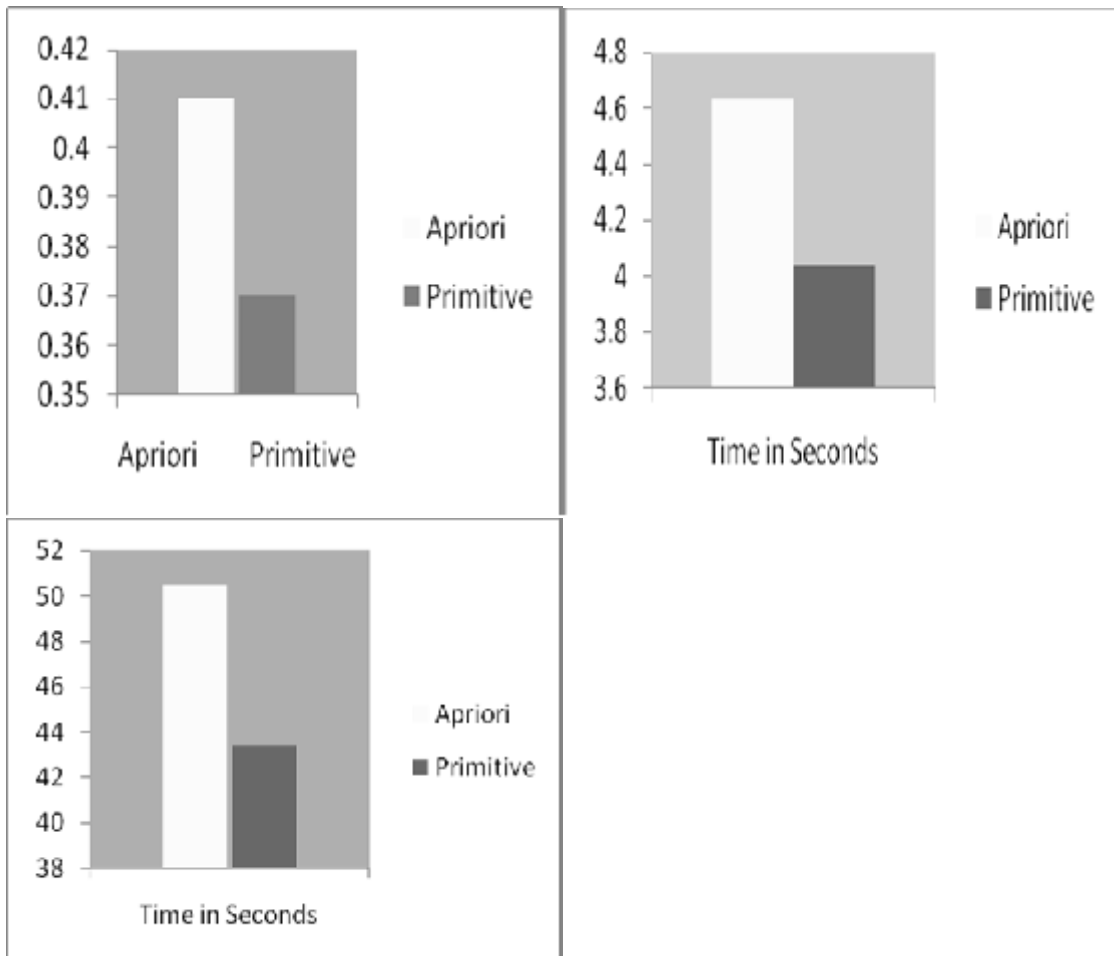 0.42
0.41
0.4
0.39
0.38
0.37
0.36
0.35
Apriori
Primitive
Apriori Primitive
4.8
4.6
4.4
4.2
4
3.8
3.6
Apriori
Primitive
Time in Seconds
52
50
48
46
44
42
40
38
Apriori
Primitive
Time in Seconds